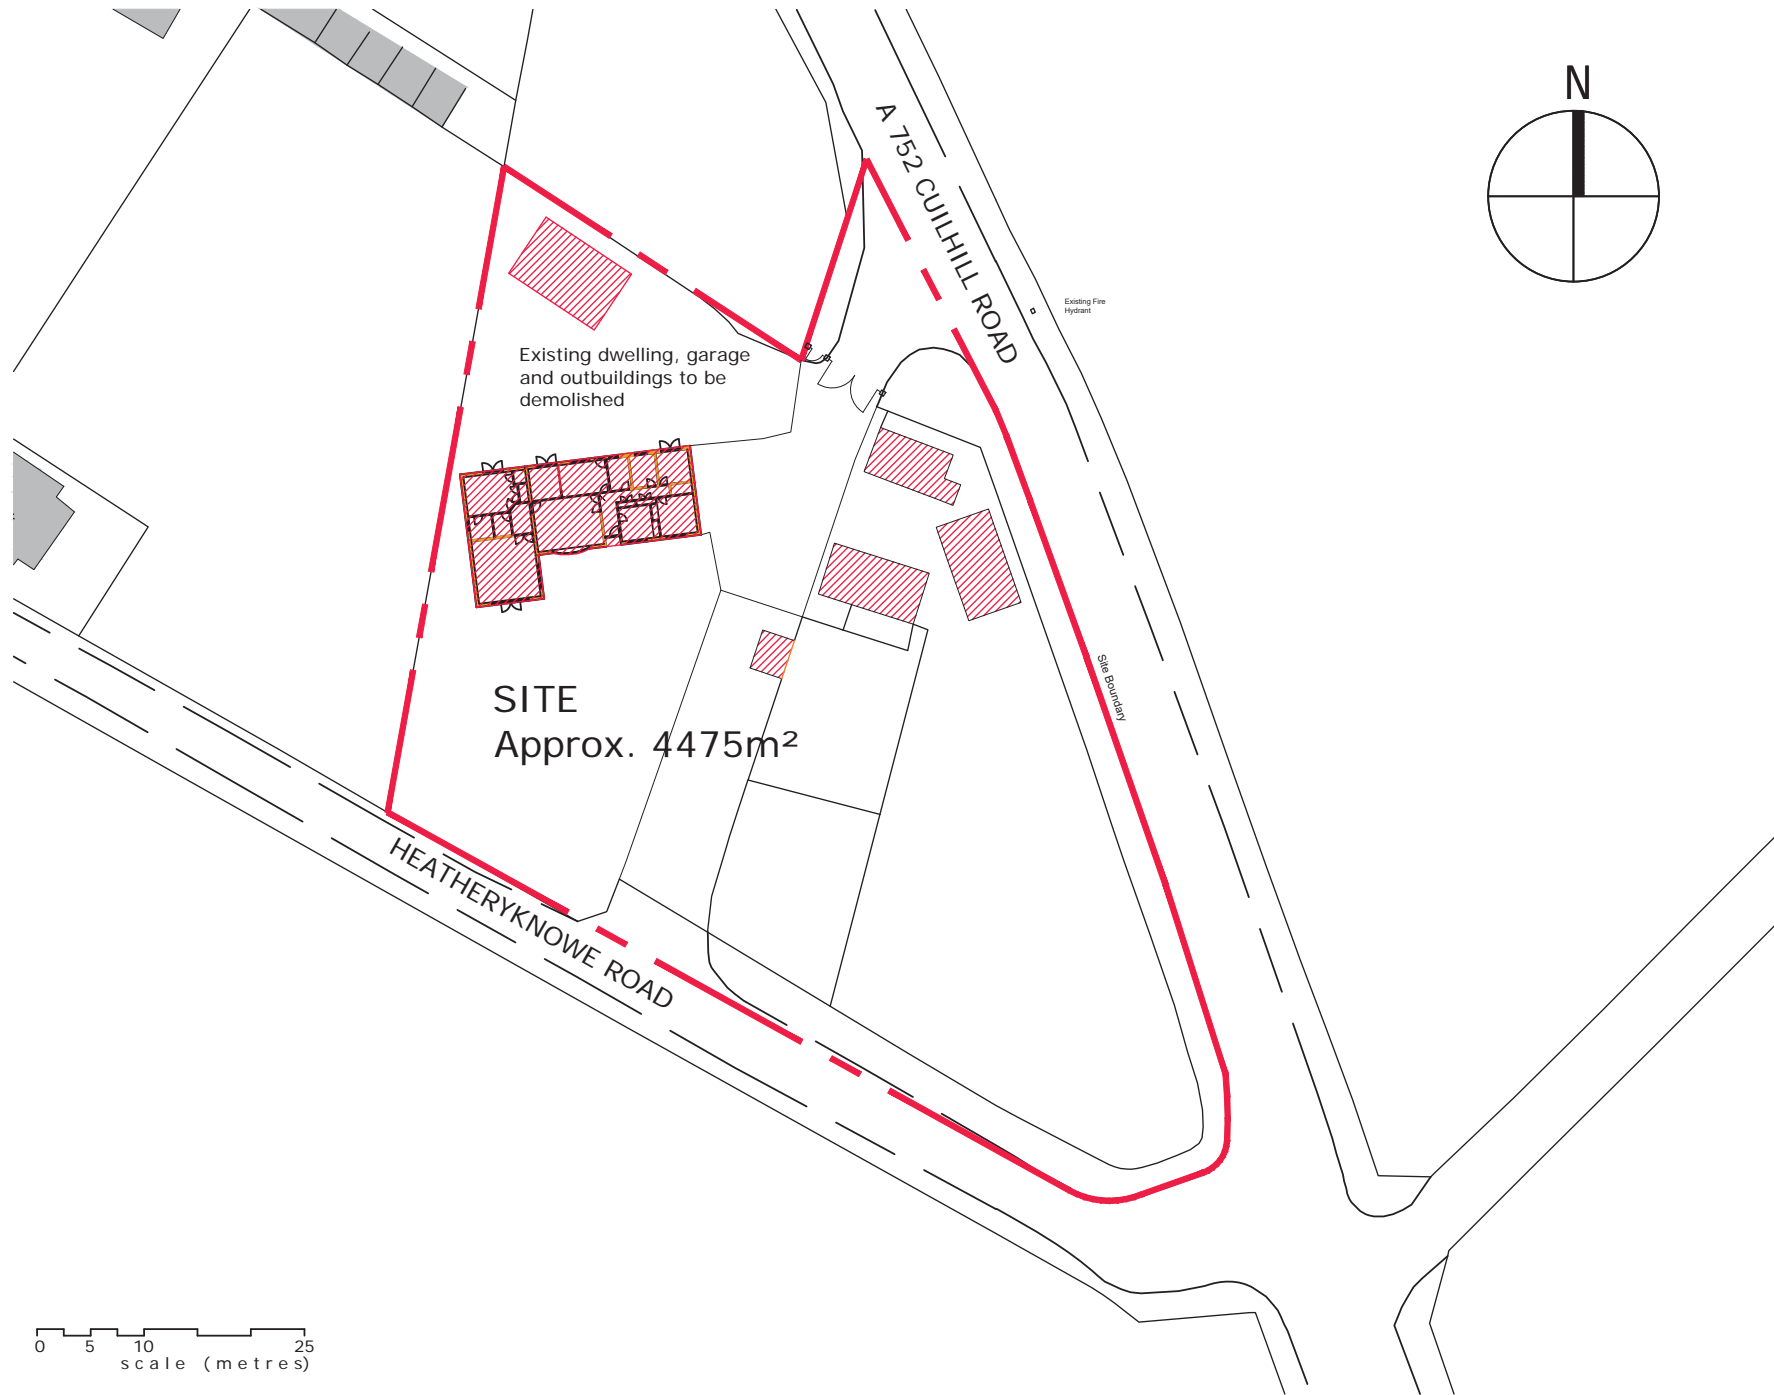 N
A 752 CUILHILL ROAD
Existing Fire
Hydrant
Existing dwelling, garage
and outbuildings to be
demolished
Site Boundary
SITE
Approx. 4475m²
HEATHERYKNOWE ROAD
0 5 10 25
scale (metres)